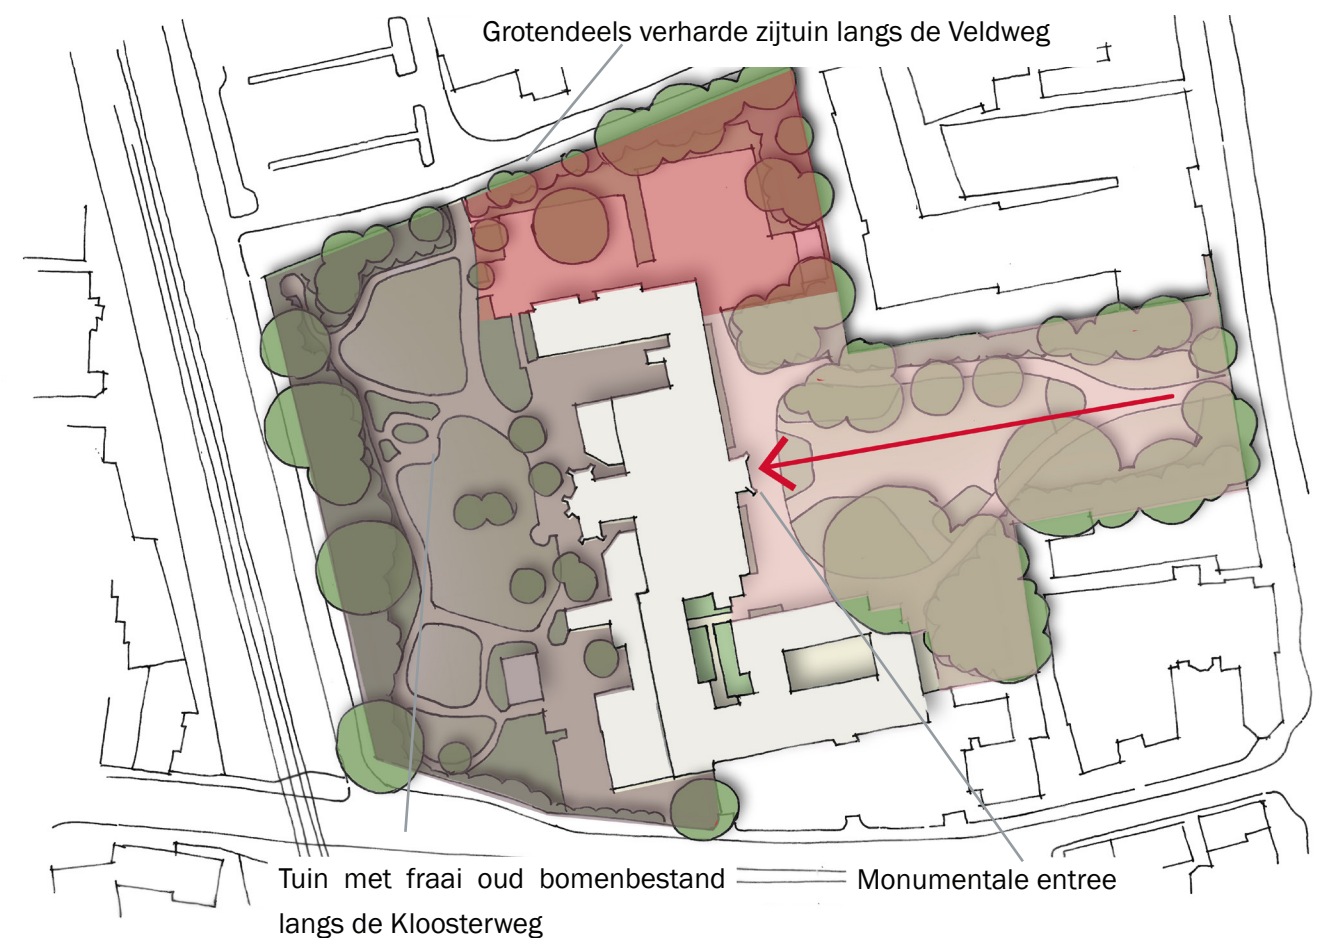 Grotendeels verharde zijtuin langs de Veldweg
Tuin met fraai oud bomenbestand
langs de Kloosterweg
Monumentale entree